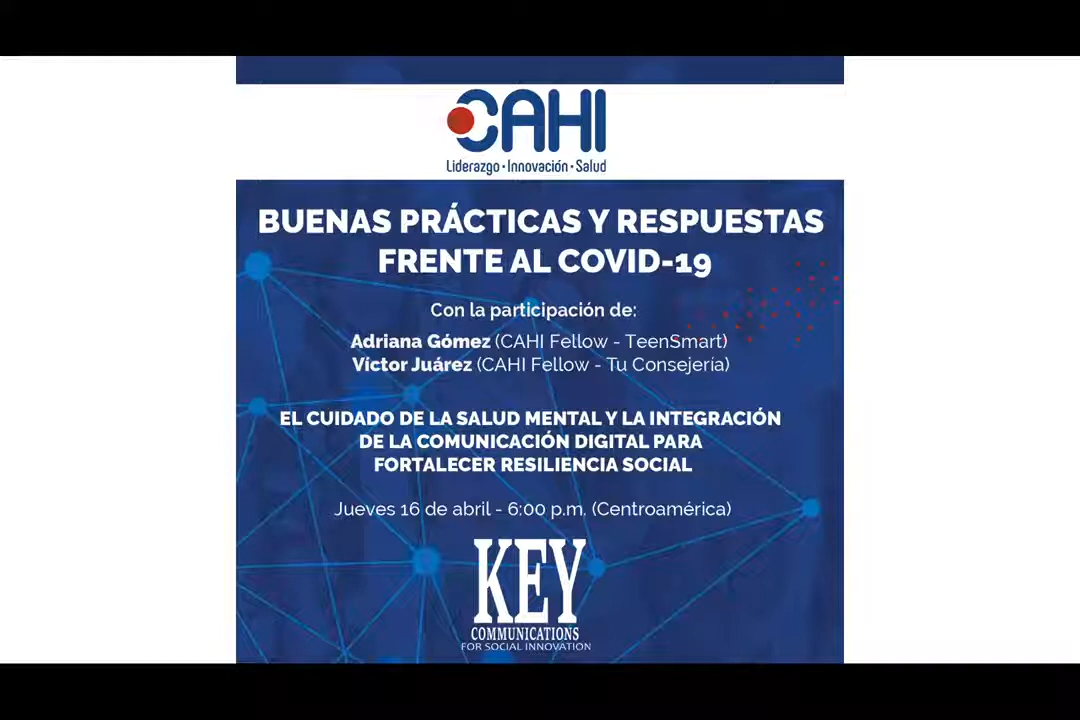 CAHI
Liderazgo · Innovación · Salud
BUENAS PRÁCTICAS Y RESPUESTAS
FRENTE AL COVID-19
Con la participación de:
Adriana Gómez (CAHI Fellow - TeenSmart)
Víctor Juárez (CAHI Fellow - Tu Consejería)
EL CUIDADO DE LA SALUD MENTAL Y LA INTEGRACIÓN
DE LA COMUNICACIÓN DIGITAL PARA
FORTALECER RESILIENCIA SOCIAL
Jueves 16 de abril - 6:00 p.m. (Centroamérica)
KEY
COMMUNICATIONS
FOR SOCIAL INNOVATION